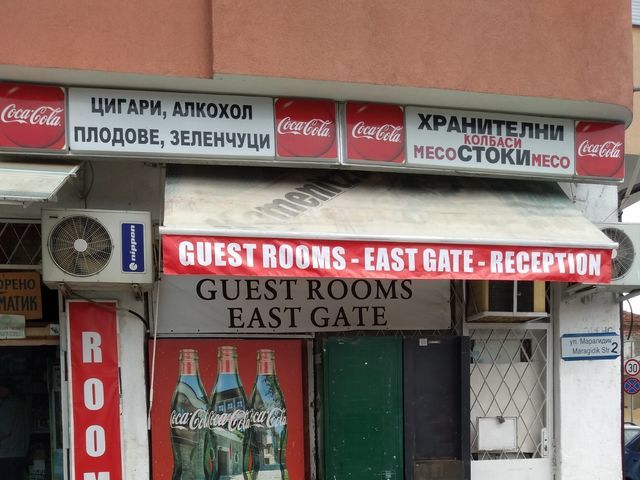 Coca-Cola
ЦИГАРИ, АЛКОХОЛ
ПЛОДОВЕ, ЗЕЛЕНЧУЦИ
Coca-Cola
Coca-Cola
ХРАНИТЕЛНИ
КОЛБАСИ
МЕСО СТОКИ МЕСО
Coca-Cola
GUEST ROOMS - EAST GATE - RECEPTION
GUEST ROOMS
EAST GATE
nippon
ОРЕНО
МАТИК
ROOM
Coca-Cola
Coca-Cola
Coca-Cola
ул. Марагидик
Maragidik Str.
2
30